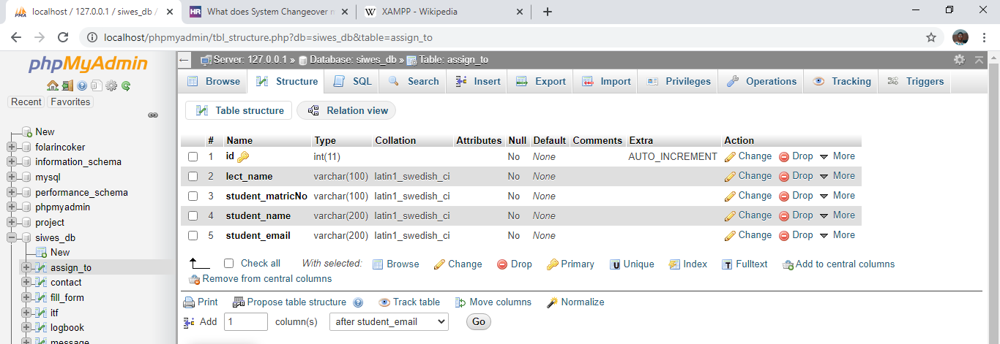 localhost / 127.0.0.1 / siwes_db /
What does System Changeover m
XAMPP - Wikipedia
localhost/phpmyadmin/tbl_structure.php?db=siwes_db&table=assign_to
phpMyAdmin
Recent Favorites
New
folarincoker
information_schema
mysql
performance_schema
phpmyadmin
project
siwes_db
New
assign_to
contact
fill_form
itf
logbook
message
Server: 127.0.0.1 » Database: siwes_db » Table: assign_to
Browse Structure SQL Search Insert Export Import Privileges Operations Tracking Triggers
Table structure Relation view
# Name Type Collation Attributes Null Default Comments Extra Action
1 id int(11) No None AUTO_INCREMENT Change Drop More
2 lect_name varchar(100) latin1_swedish_ci No None Change Drop More
3 student_matricNo varchar(100) latin1_swedish_ci No None Change Drop More
4 student_name varchar(200) latin1_swedish_ci No None Change Drop More
5 student_email varchar(200) latin1_swedish_ci No None Change Drop More
Check all With selected: Browse Change Drop Primary Unique Index Fulltext Add to central columns
Remove from central columns
Print Propose table structure Track table Move columns Normalize
Add 1 column(s) after student_email Go